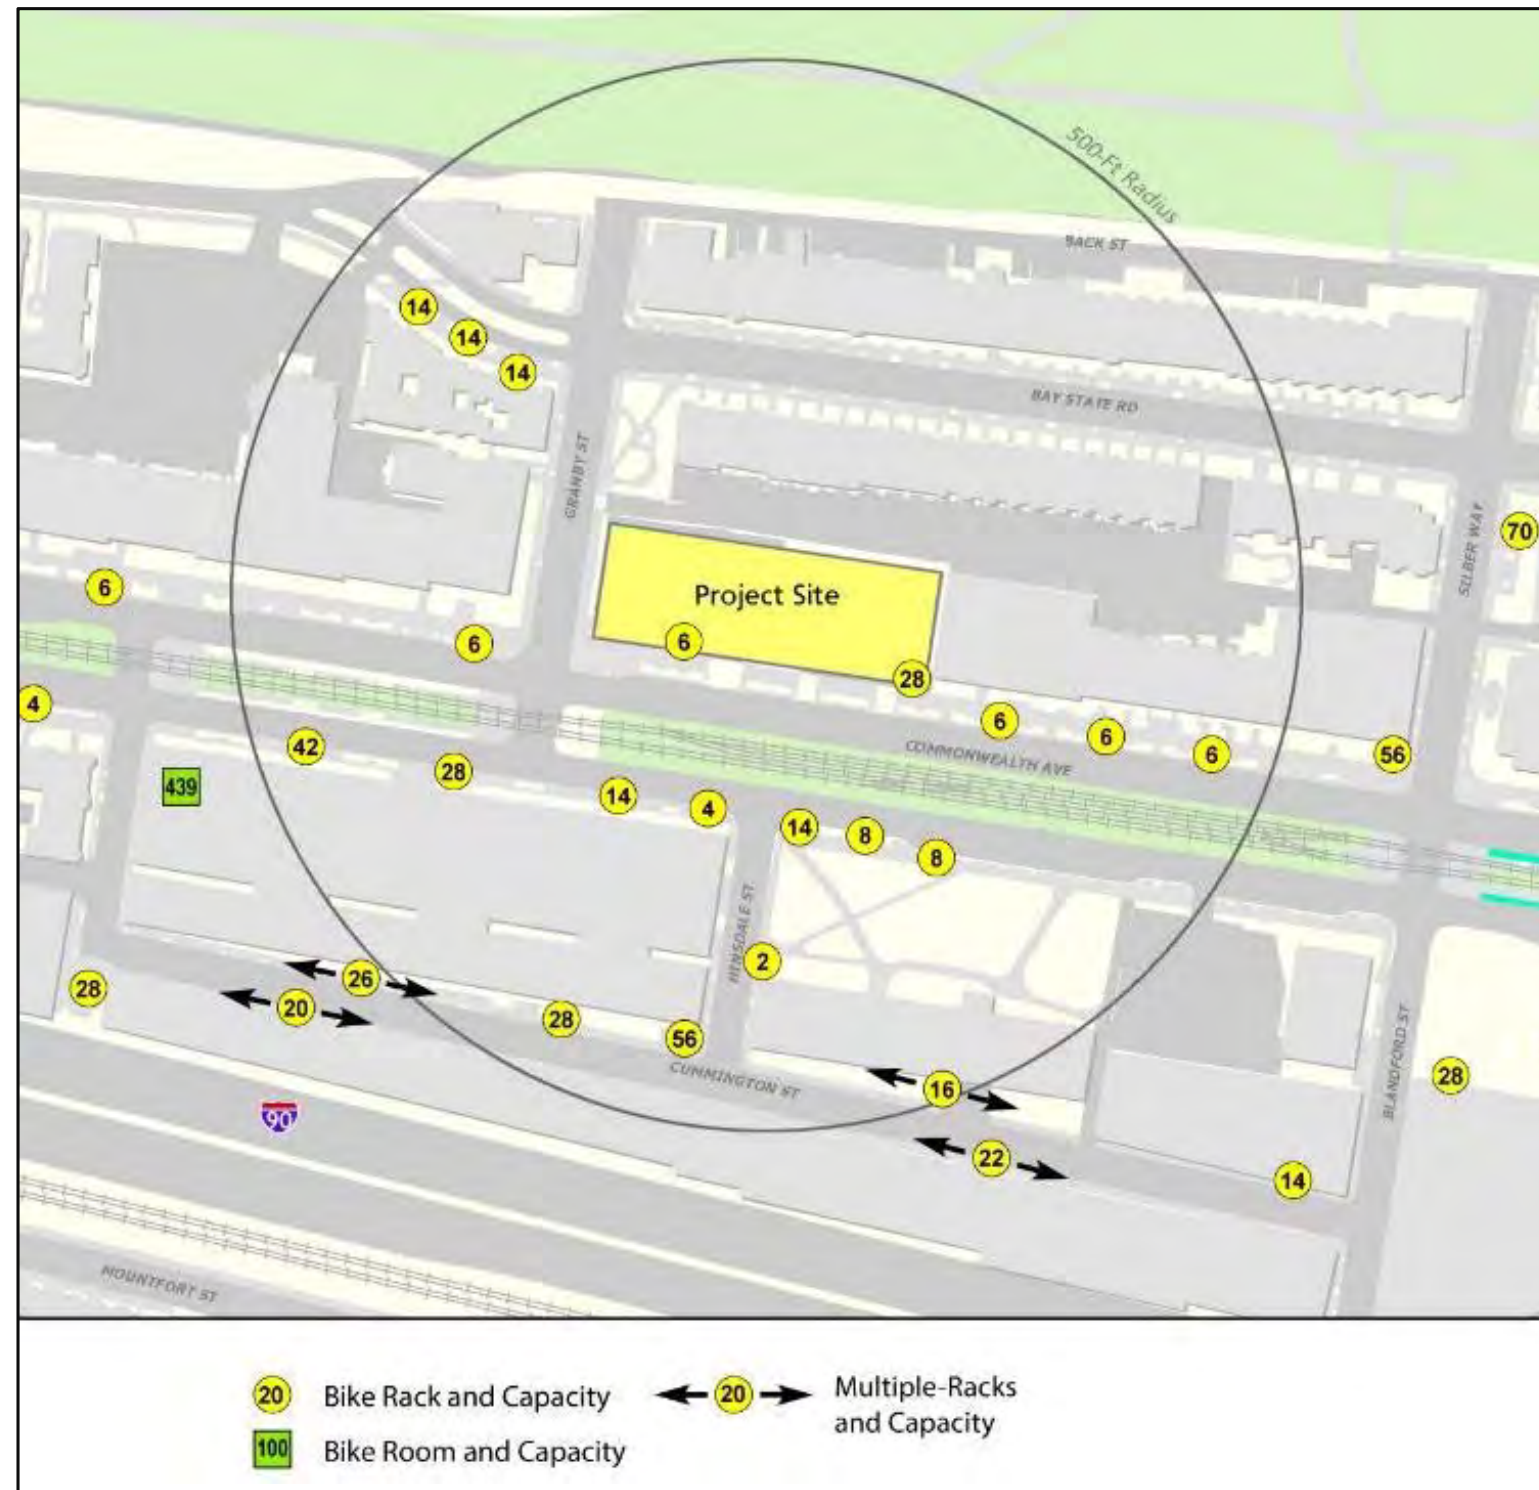 500-Ft Radius
BACK ST
14
14
14
BAY STATE RD
GRANBY ST
SILBER WAY
70
6
Project Site
6
6
28
4
6
6
6
56
42
28
COMMONWEALTH AVE
439
14
4
14
8
8
HINSDALE ST
2
26
28
20
28
56
CUMMINGTON ST
16
BLANDFORD ST
28
90
22
14
MOUNTFORT ST
20 Bike Rack and Capacity
20 Multiple-Racks
and Capacity
100 Bike Room and Capacity